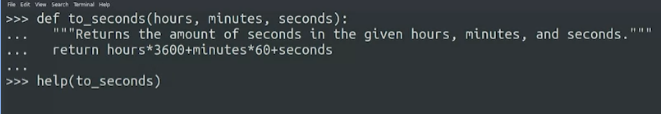 File Edit View Search Terminal Help
>>> def to_seconds(hours, minutes, seconds):
...   """Returns the amount of seconds in the given hours, minutes, and seconds."""
...   return hours*3600+minutes*60+seconds
...
>>> help(to_seconds)